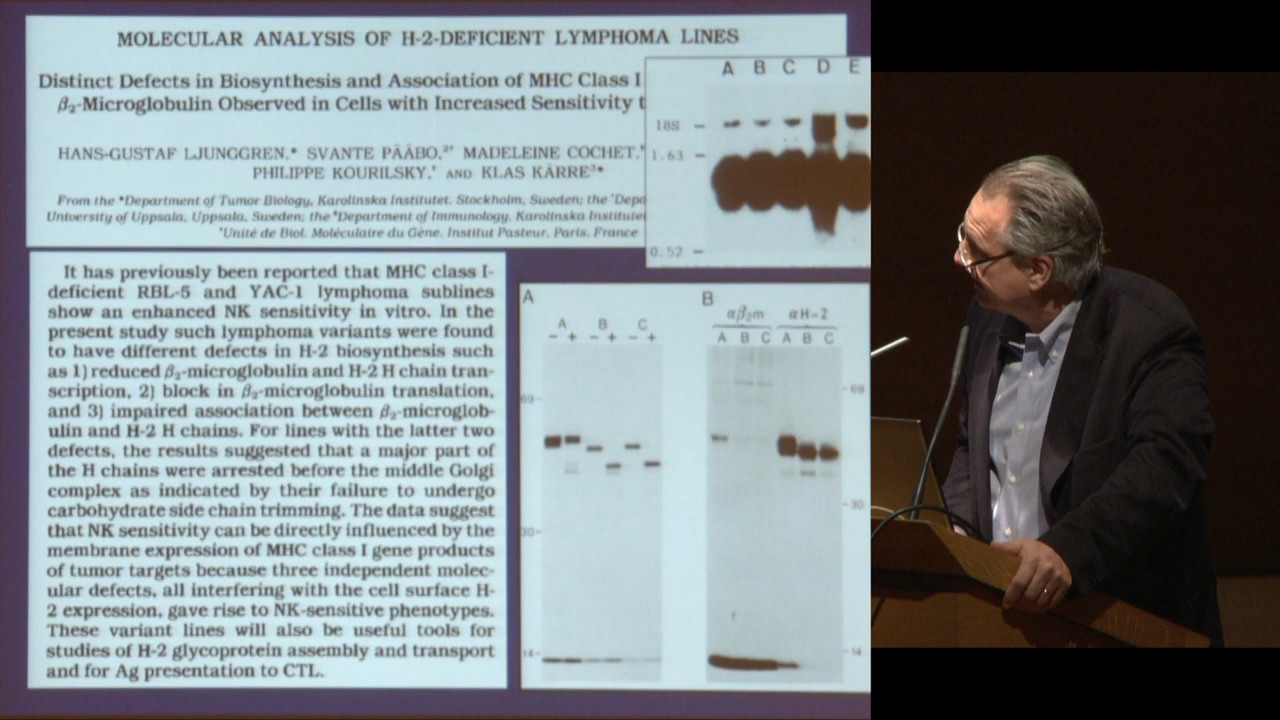 MOLECULAR ANALYSIS OF H-2-DEFICIENT LYMPHOMA LINES
Distinct Defects in Biosynthesis and Association of MHC Class I
β2-Microglobulin Observed in Cells with Increased Sensitivity t
HANS-GUSTAF LJUNGGREN,* SVANTE PÄÄBO,2† MADELEINE COCHET,
PHILIPPE KOURILSKY, AND KLAS KÄRRE3*
From the *Department of Tumor Biology, Karolinska Institutet, Stockholm, Sweden; the
University of Uppsala, Uppsala, Sweden; the Department of Immunology, Karolinska Institute
Unité de Biol. Moléculaire du Gène, Institut Pasteur, Paris, France
A B C D E
18S
1.63
0.52
It has previously been reported that MHC class I-
deficient RBL-5 and YAC-1 lymphoma sublines
show an enhanced NK sensitivity in vitro. In the
present study such lymphoma variants were found
to have different defects in H-2 biosynthesis such
as 1) reduced β2-microglobulin and H-2 H chain tran-
scription, 2) block in β2-microglobulin translation,
and 3) impaired association between β2-microglob-
ulin and H-2 H chains. For lines with the latter two
defects, the results suggested that a major part of
the H chains were arrested before the middle Golgi
complex as indicated by their failure to undergo
carbohydrate side chain trimming. The data suggest
that NK sensitivity can be directly influenced by the
membrane expression of MHC class I gene products
of tumor targets because three independent molec-
ular defects, all interfering with the cell surface H-
2 expression, gave rise to NK-sensitive phenotypes.
These variant lines will also be useful tools for
studies of H-2 glycoprotein assembly and transport
and for Ag presentation to CTL.
A
A B C
− + − + − +
69
30
14
B
αβ2m αH-2
A B C A B C
69
30
14